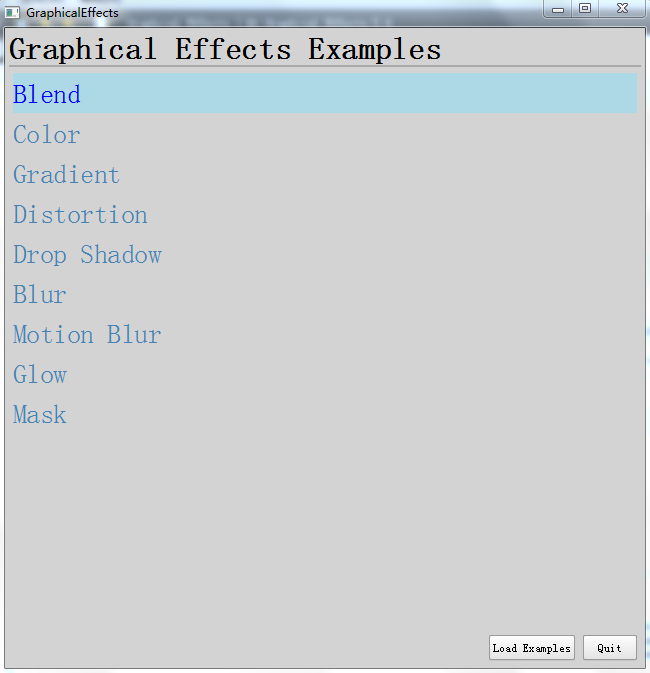 GraphicalEffects
Graphical Effects Examples
Blend
Color
Gradient
Distortion
Drop Shadow
Blur
Motion Blur
Glow
Mask
Load Examples Quit